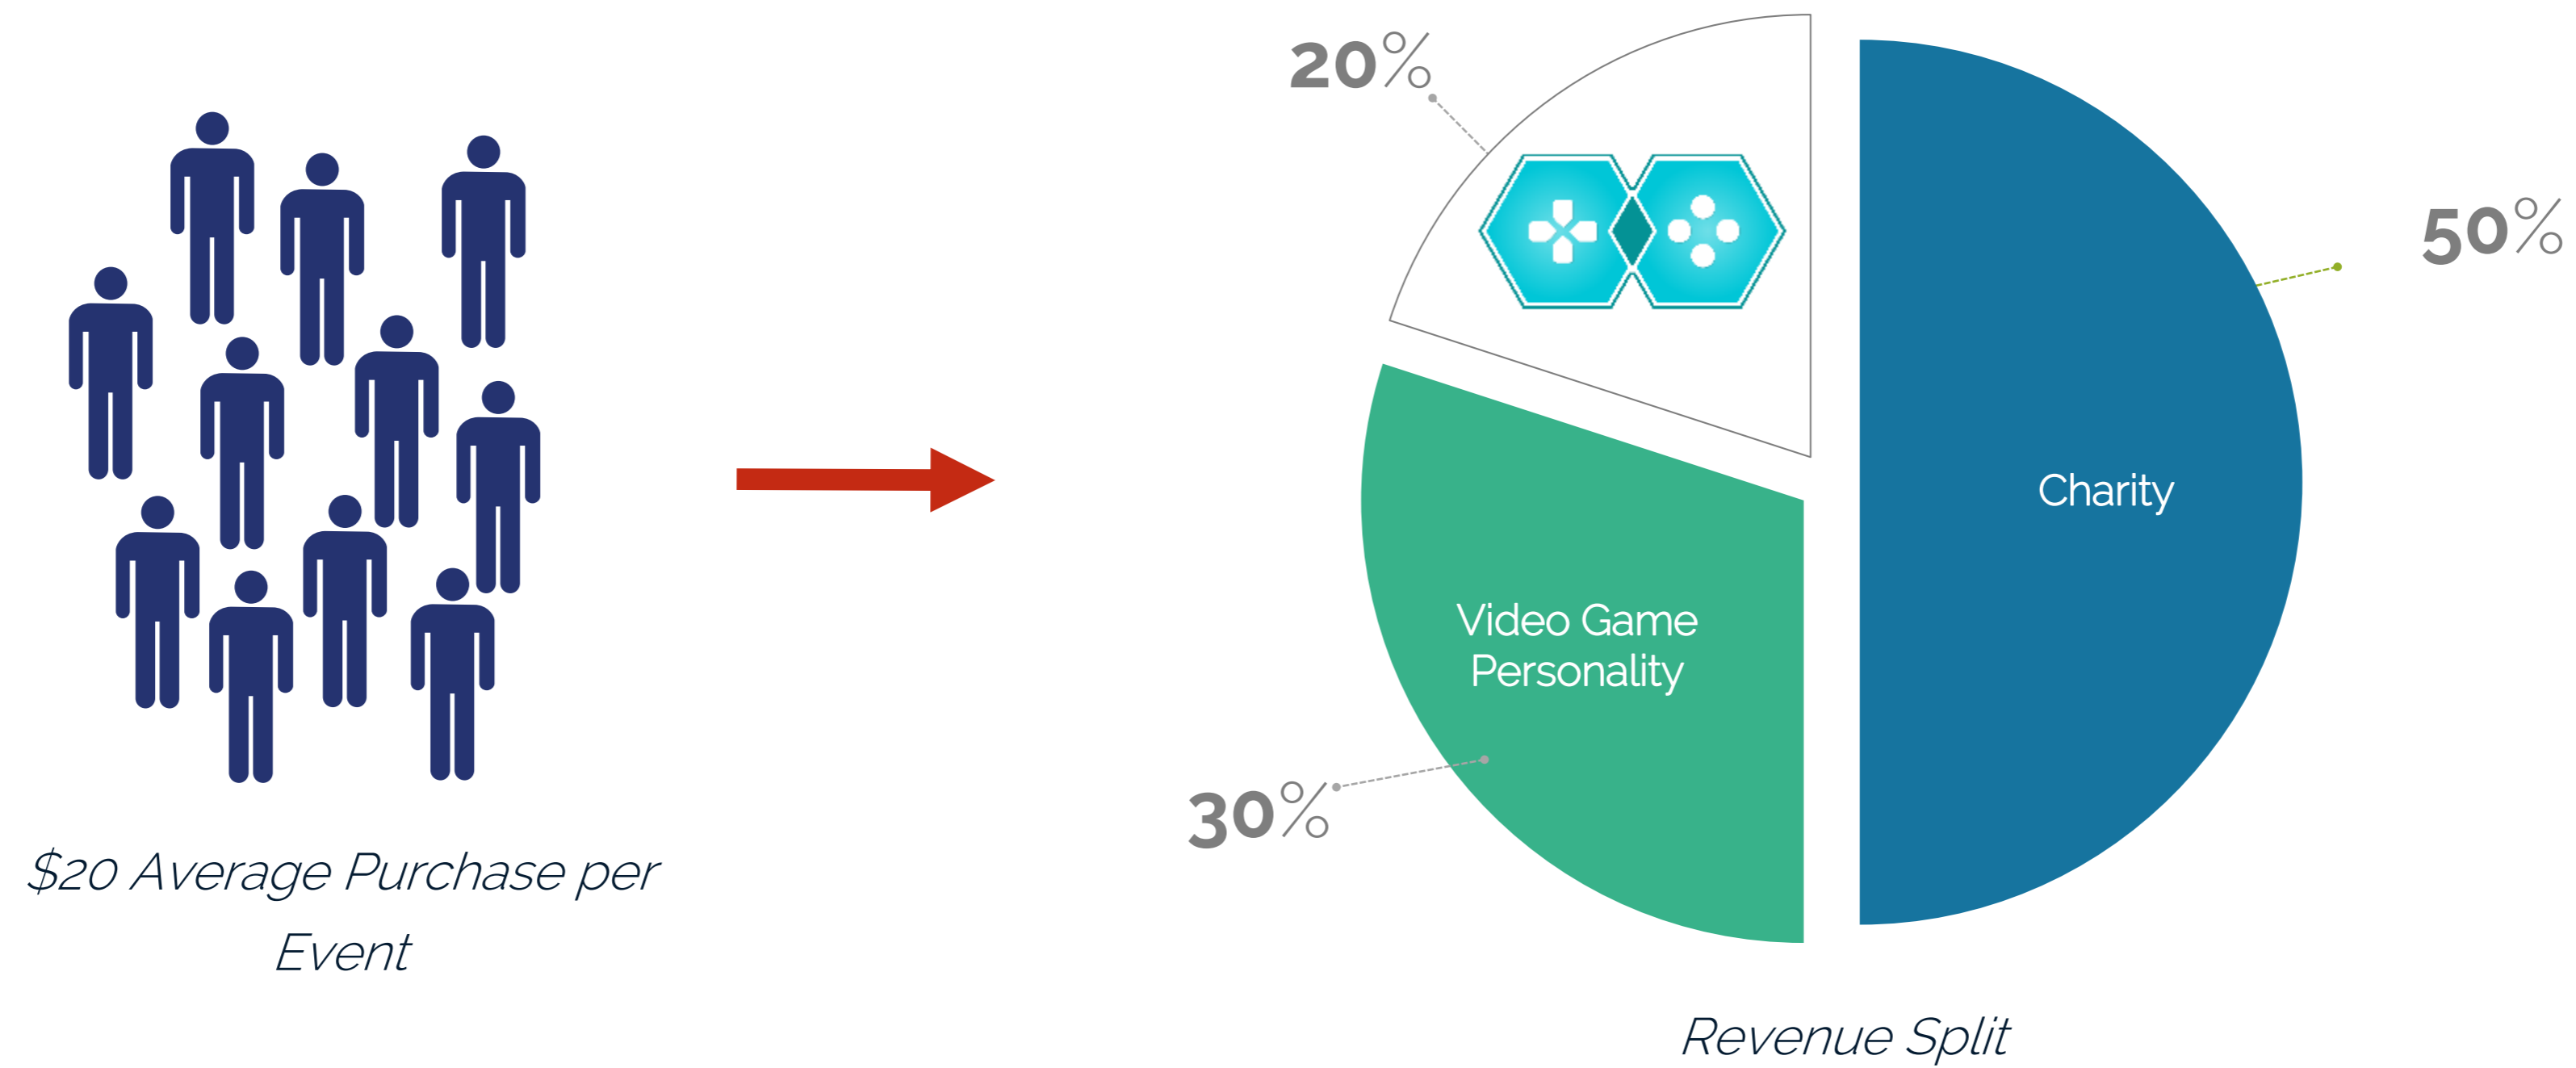 20%
50%
Charity
Video Game
Personality
30%
$20 Average Purchase per
Event
Revenue Split